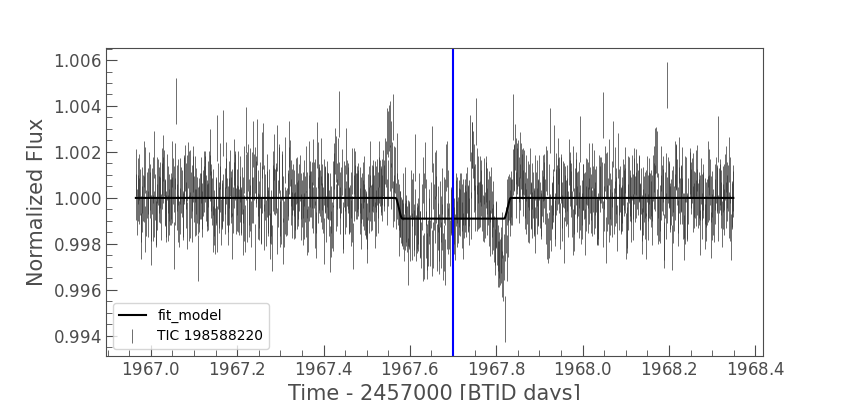 1.006
1.004
1.002
1.000
0.998
0.996
0.994
Normalized Flux
fit_model
TIC 198588220
1967.0 1967.2 1967.4 1967.6 1967.8 1968.0 1968.2 1968.4
Time - 2457000 [BTJD days]